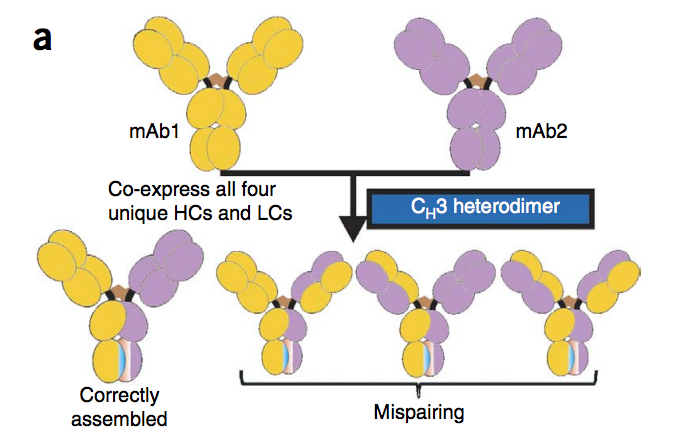 a
mAb1
mAb2
Co-express all four
unique HCs and LCs
CH3 heterodimer
Correctly
assembled
Mispairing